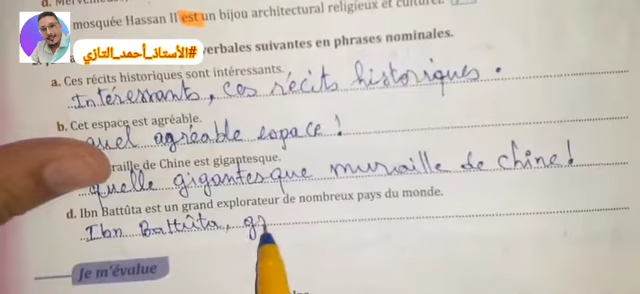 mosquée Hassan II est un bijou architectural religieux et culturel
#الأستاذ_أحمد_التازي
verbales suivantes en phrases nominales.
a. Ces récits historiques sont intéressants.
Intéressants, ces récits historiques.
b. Cet espace est agréable.
quel agréable espace!
raille de Chine est gigantesque.
quelle gigantesque muraille de chine!
d. Ibn Battûta est un grand explorateur de nombreux pays du monde.
Ibn Battûta, gr
Je m'évalue